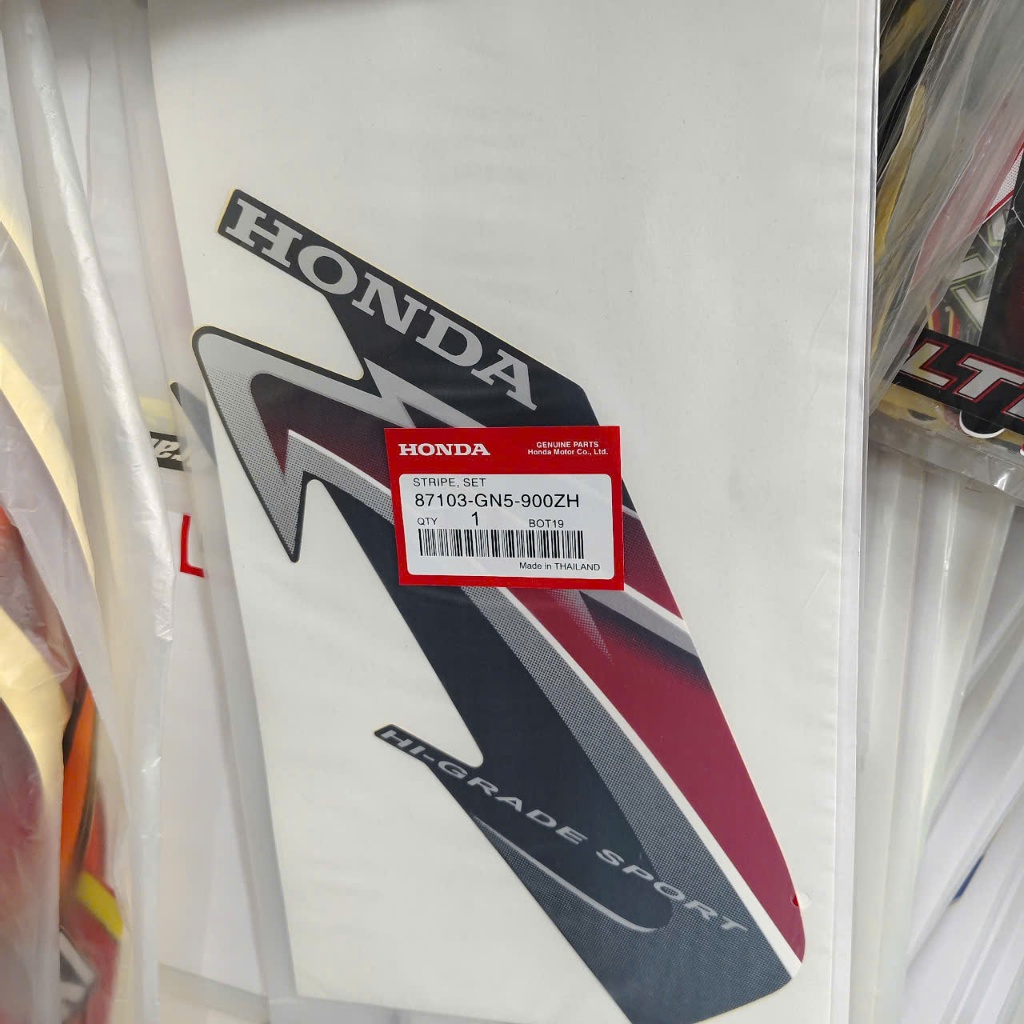 HONDA
HONDA
GENUINE PARTS
Honda Motor Co., Ltd.
STRIPE, SET
87103-GN5-900ZH
QTY 1 BOT19
Made in THAILAND
HI-GRADE SPORT
L